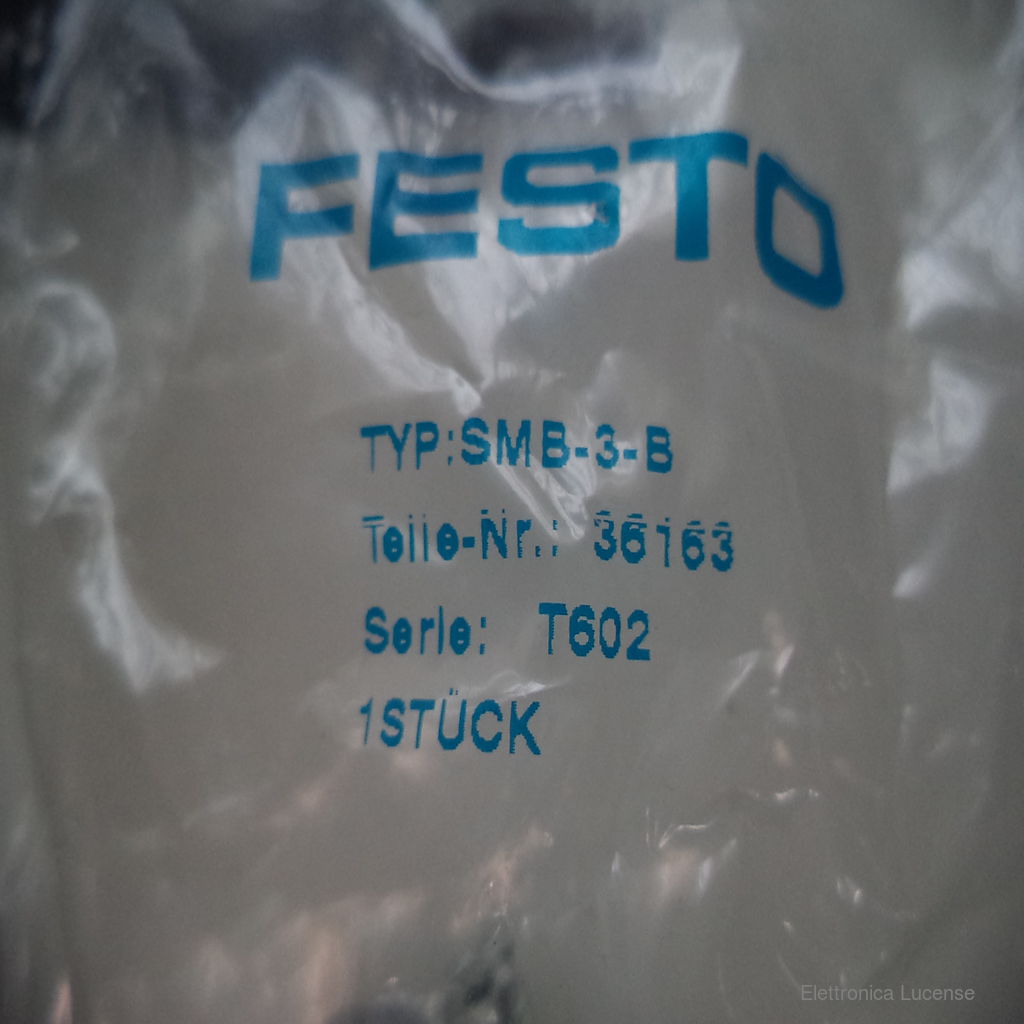 FESTO
TYP:SMB-3-B
Teile-Nr.: 36163
Serie: T602
1STÜCK
Elettronica Lucense